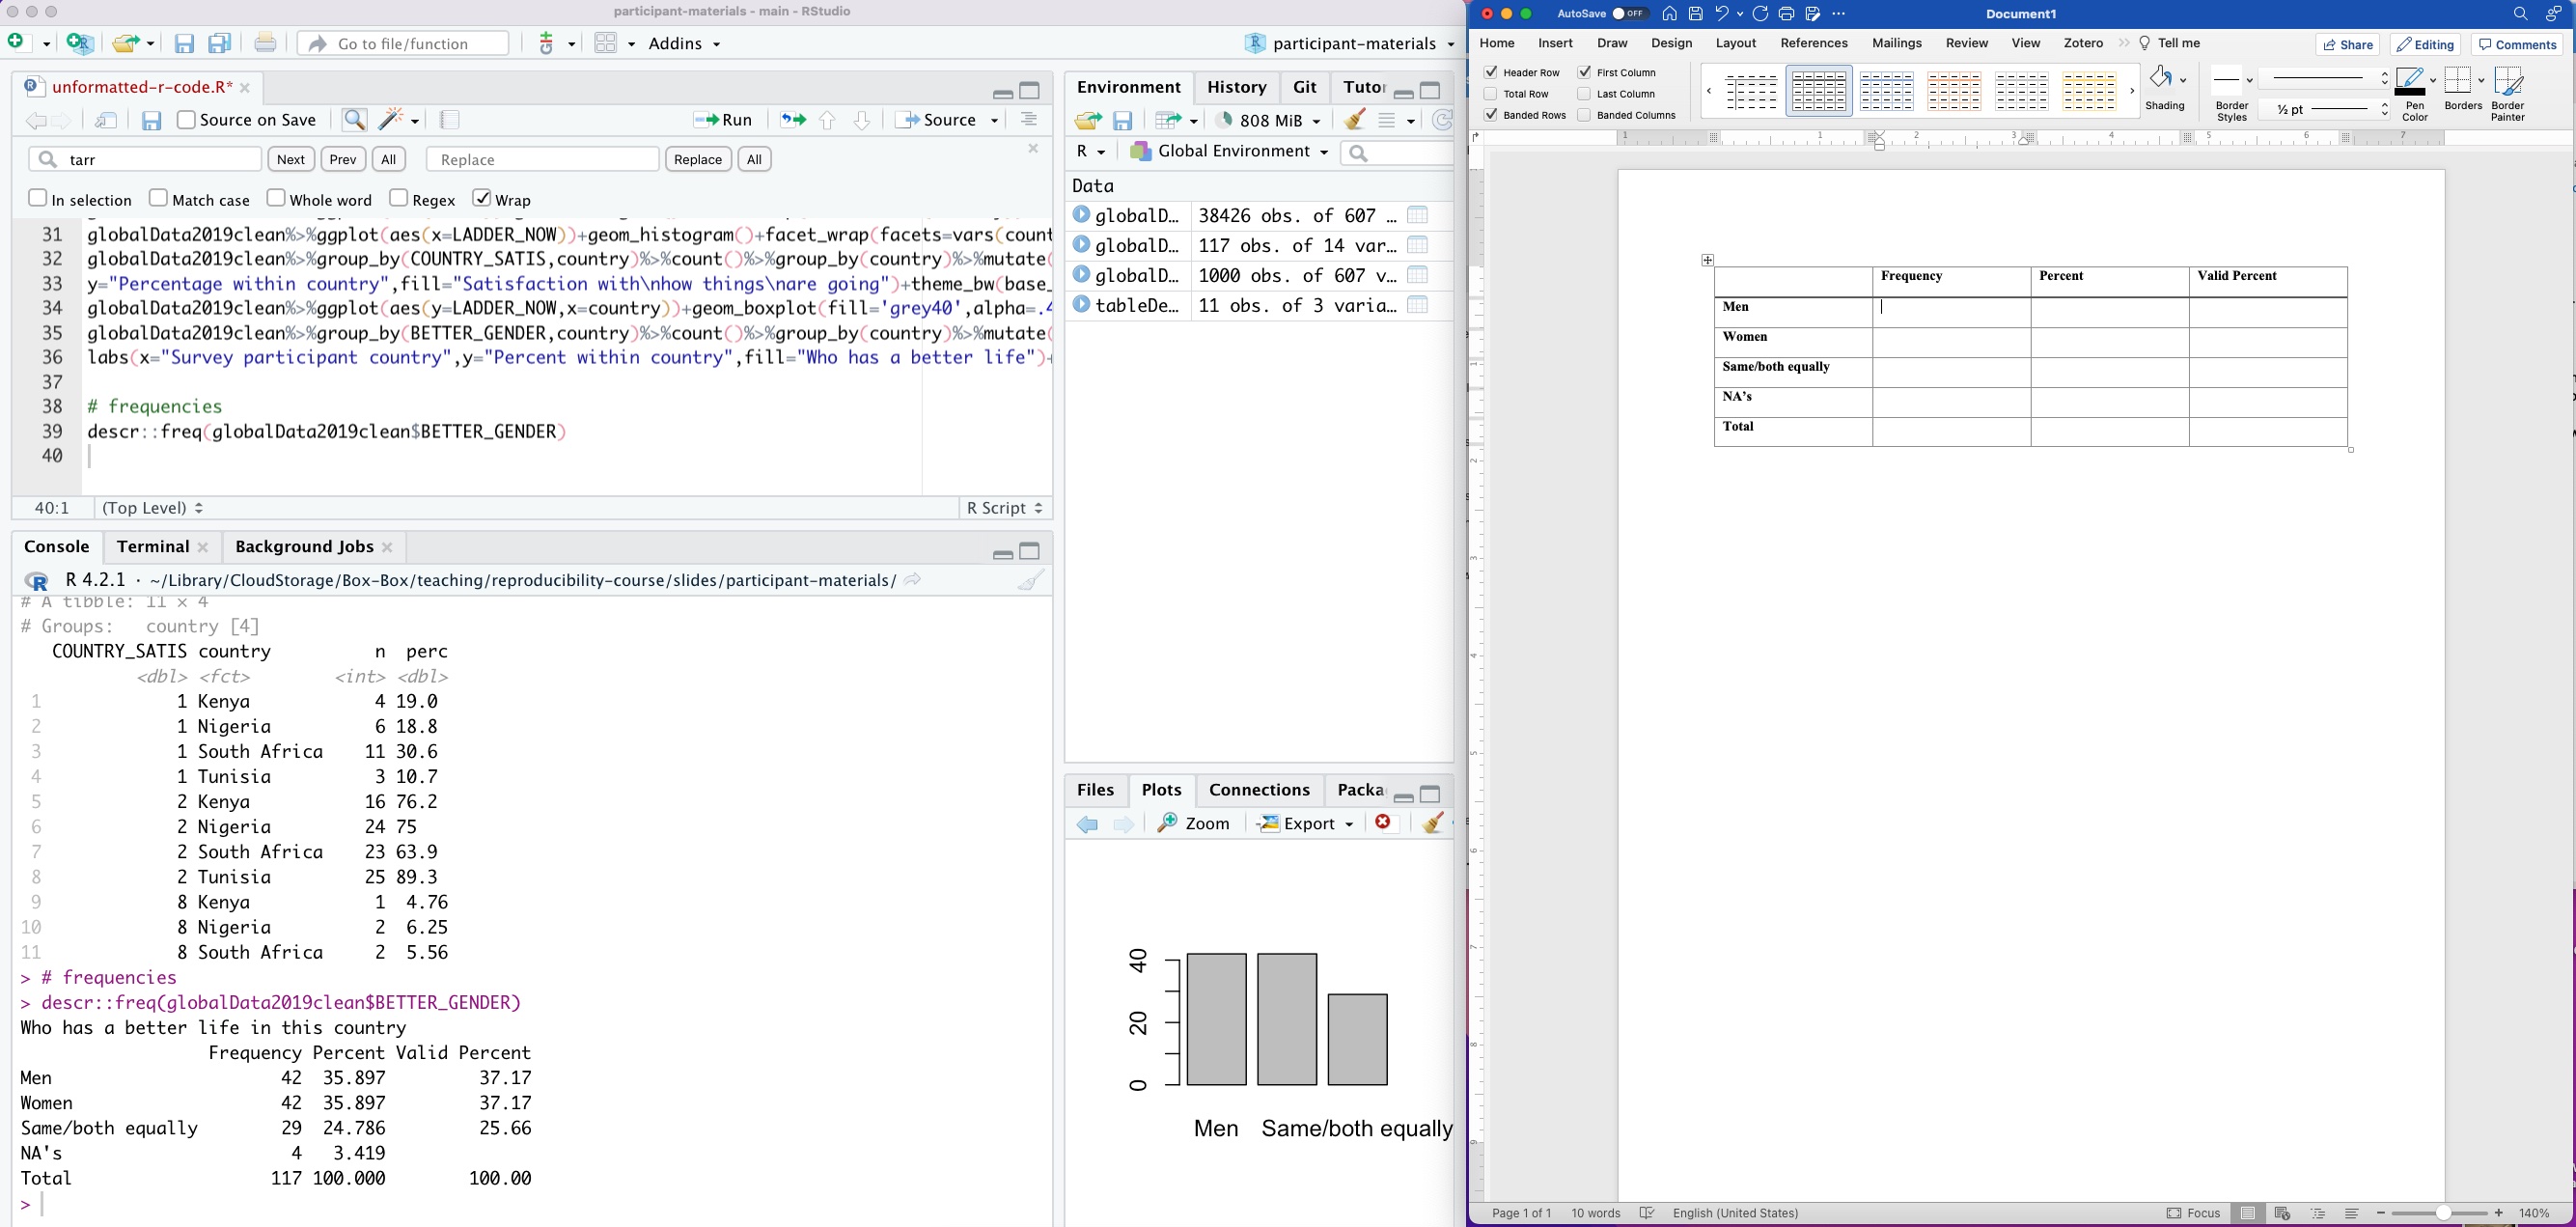 participant-materials - main - RStudio
Go to file/function
Addins
participant-materials
unformatted-r-code.R*
Source on Save
Run
Source
tarr
Next
Prev
All
Replace
Replace
All
In selection
Match case
Whole word
Regex
Wrap
31 globalData2019clean%>%ggplot(aes(x=LADDER_NOW))+geom_histogram()+facet_wrap(facets=vars(count
32 globalData2019clean%>%group_by(COUNTRY_SATIS,country)%>%count()%>%group_by(country)%>%mutate(
33 y="Percentage within country",fill="Satisfaction with\nhow things\nare going")+theme_bw(base_
34 globalData2019clean%>%ggplot(aes(y=LADDER_NOW,x=country))+geom_boxplot(fill='grey40',alpha=.4
35 globalData2019clean%>%group_by(BETTER_GENDER,country)%>%count()%>%group_by(country)%>%mutate(
36 labs(x="Survey participant country",y="Percent within country",fill="Who has a better life")+
37
38 # frequencies
39 descr::freq(globalData2019clean$BETTER_GENDER)
40
40:1 (Top Level) R Script
Console Terminal Background Jobs
R 4.2.1 · ~/Library/CloudStorage/Box-Box/teaching/reproducibility-course/slides/participant-materials/
# A tibble: 11 × 4
# Groups: country [4]
COUNTRY_SATIS country n perc
<dbl> <fct> <int> <dbl>
1 1 Kenya 4 19.0
2 1 Nigeria 6 18.8
3 1 South Africa 11 30.6
4 1 Tunisia 3 10.7
5 2 Kenya 16 76.2
6 2 Nigeria 24 75
7 2 South Africa 23 63.9
8 2 Tunisia 25 89.3
9 8 Kenya 1 4.76
10 8 Nigeria 2 6.25
11 8 South Africa 2 5.56
> # frequencies
> descr::freq(globalData2019clean$BETTER_GENDER)
Who has a better life in this country
Frequency Percent Valid Percent
Men 42 35.897 37.17
Women 42 35.897 37.17
Same/both equally 29 24.786 25.66
NA's 4 3.419
Total 117 100.000 100.00
>
Environment History Git Tutor
808 MiB
R Global Environment
Data
globalD… 38426 obs. of 607 …
globalD… 117 obs. of 14 var…
globalD… 1000 obs. of 607 v…
tableDe… 11 obs. of 3 varia…
Files Plots Connections Packa
Zoom Export
40
20
0
Men Same/both equally
AutoSave OFF
Document1
Home Insert Draw Design Layout References Mailings Review View Zotero Tell me
Share Editing Comments
Header Row First Column
Total Row Last Column
Banded Rows Banded Columns
Shading
Border Styles
½ pt
Pen Color
Borders
Border Painter
1 1 2 3 4 5 6 7
Frequency Percent Valid Percent
Men
Women
Same/both equally
NA's
Total
1
2
3
4
5
6
7
8
9
Page 1 of 1 10 words English (United States) Focus 140%